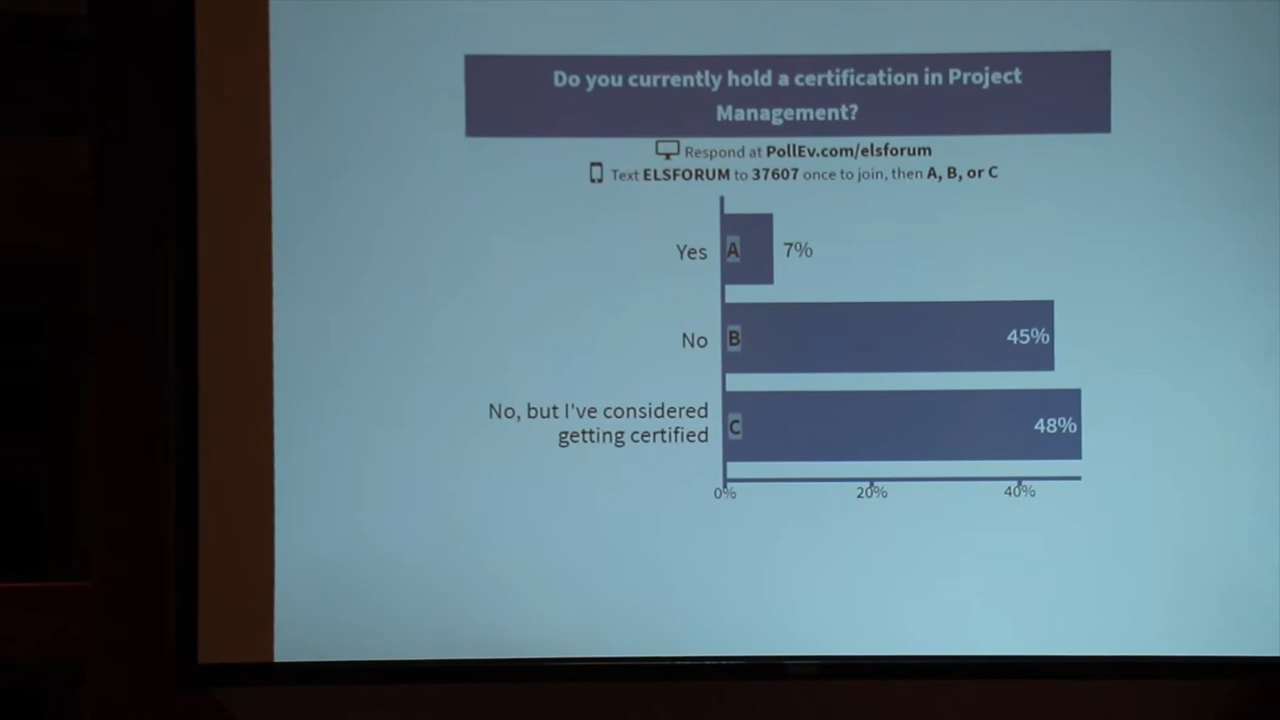 Do you currently hold a certification in Project
Management?
Respond at PollEv.com/elsforum
Text ELSFORUM to 37607 once to join, then A, B, or C
Yes A 7%
No B 45%
No, but I've considered
getting certified C 48%
0% 20% 40%